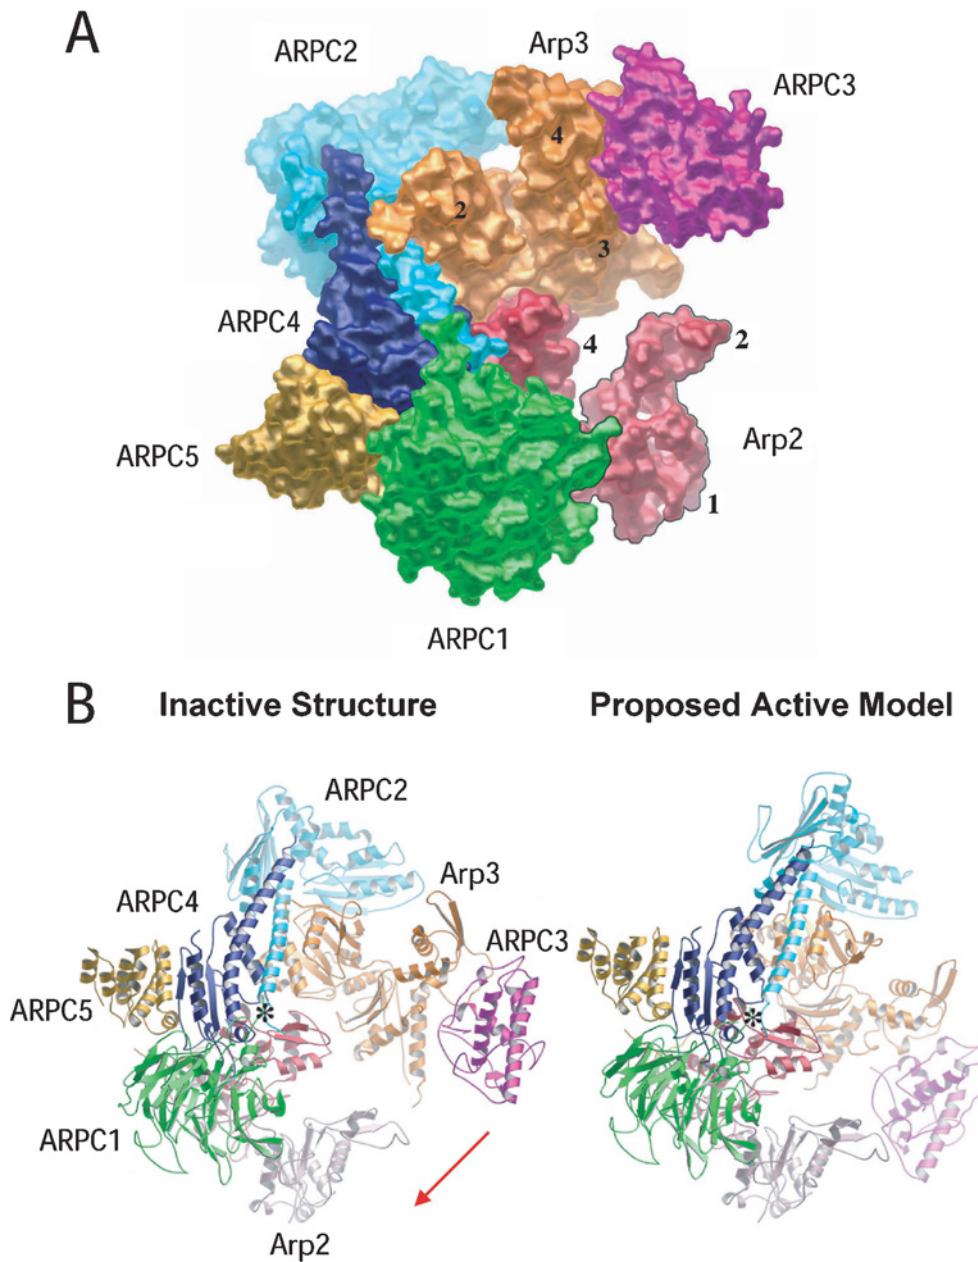 A
ARPC2
Arp3
ARPC3
4
2
3
ARPC4
4
2
Arp2
ARPC5
1
ARPC1
B
Inactive Structure
Proposed Active Model
ARPC2
Arp3
ARPC4
ARPC3
ARPC5
*
*
ARPC1
Arp2